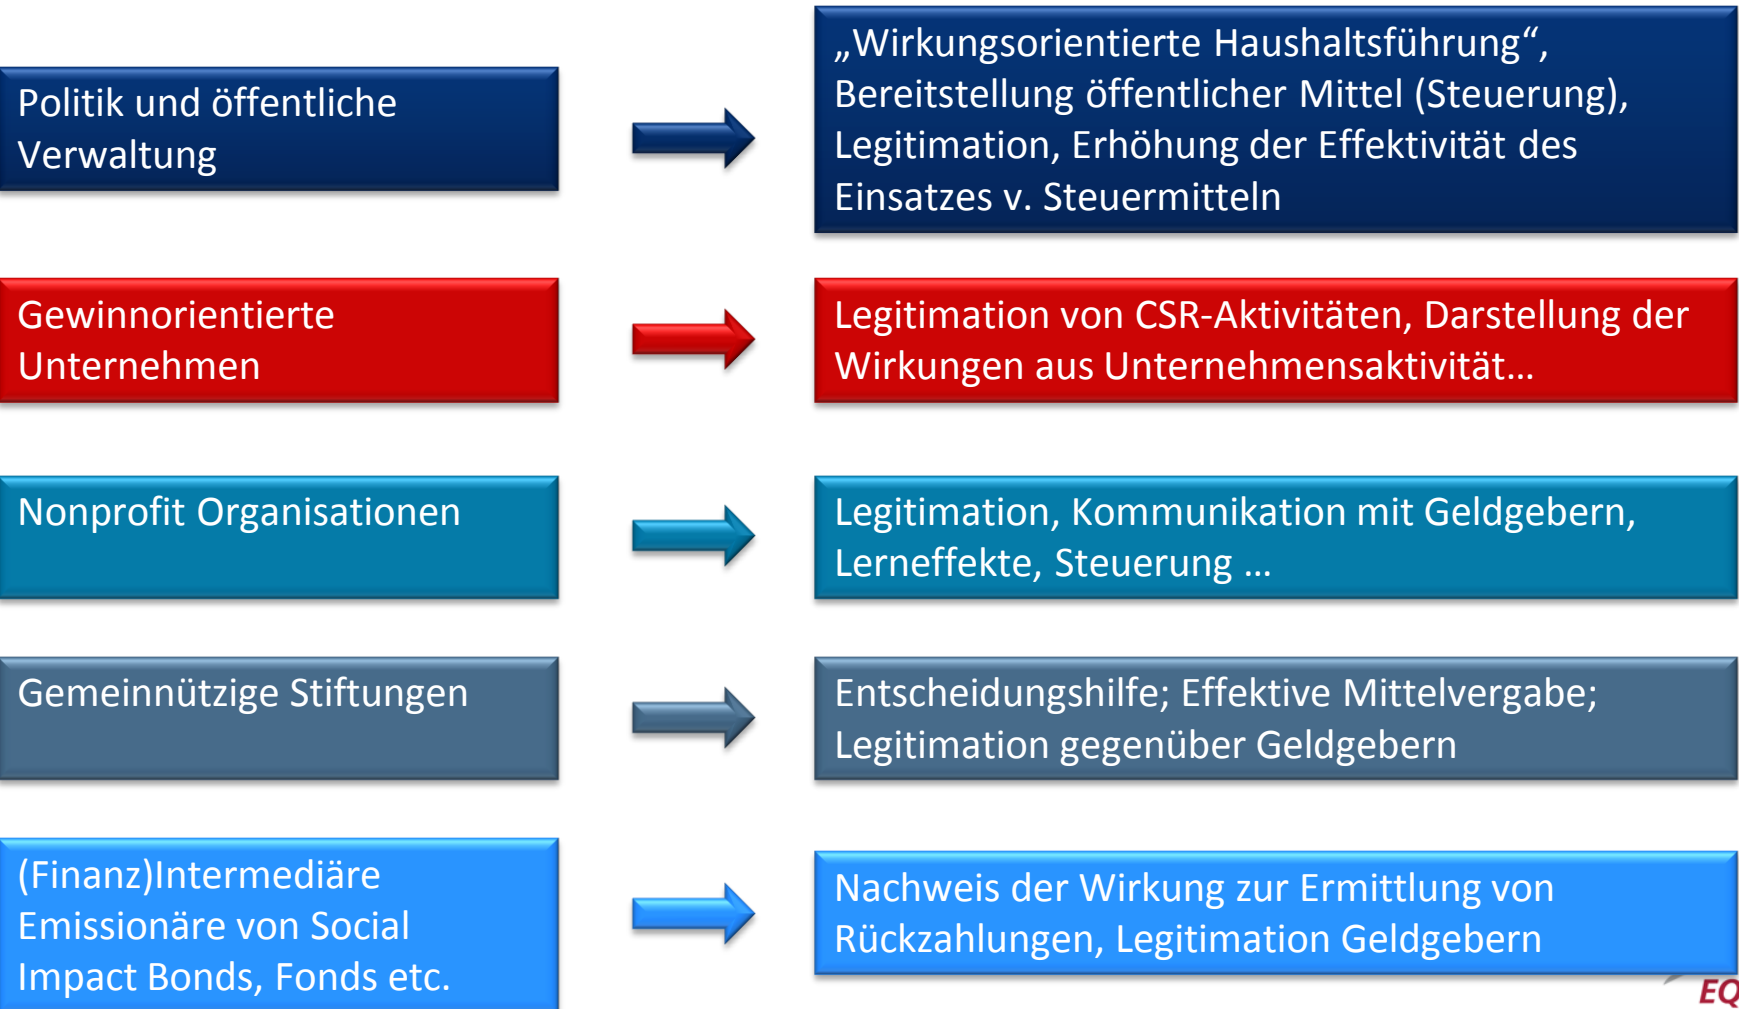 Politik und öffentliche
Verwaltung
„Wirkungsorientierte Haushaltsführung“,
Bereitstellung öffentlicher Mittel (Steuerung),
Legitimation, Erhöhung der Effektivität des
Einsatzes v. Steuermitteln
Gewinnorientierte
Unternehmen
Legitimation von CSR-Aktivitäten, Darstellung der
Wirkungen aus Unternehmensaktivität...
Nonprofit Organisationen
Legitimation, Kommunikation mit Geldgebern,
Lerneffekte, Steuerung ...
Gemeinnützige Stiftungen
Entscheidungshilfe; Effektive Mittelvergabe;
Legitimation gegenüber Geldgebern
(Finanz)Intermediäre
Emissionäre von Social
Impact Bonds, Fonds etc.
Nachweis der Wirkung zur Ermittlung von
Rückzahlungen, Legitimation Geldgebern
EQ